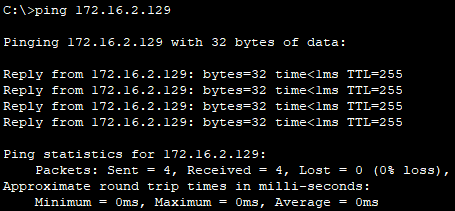 C:\>ping 172.16.2.129
Pinging 172.16.2.129 with 32 bytes of data:
Reply from 172.16.2.129: bytes=32 time<1ms TTL=255
Reply from 172.16.2.129: bytes=32 time<1ms TTL=255
Reply from 172.16.2.129: bytes=32 time<1ms TTL=255
Reply from 172.16.2.129: bytes=32 time<1ms TTL=255
Ping statistics for 172.16.2.129:
    Packets: Sent = 4, Received = 4, Lost = 0 (0% loss),
Approximate round trip times in milli-seconds:
    Minimum = 0ms, Maximum = 0ms, Average = 0ms